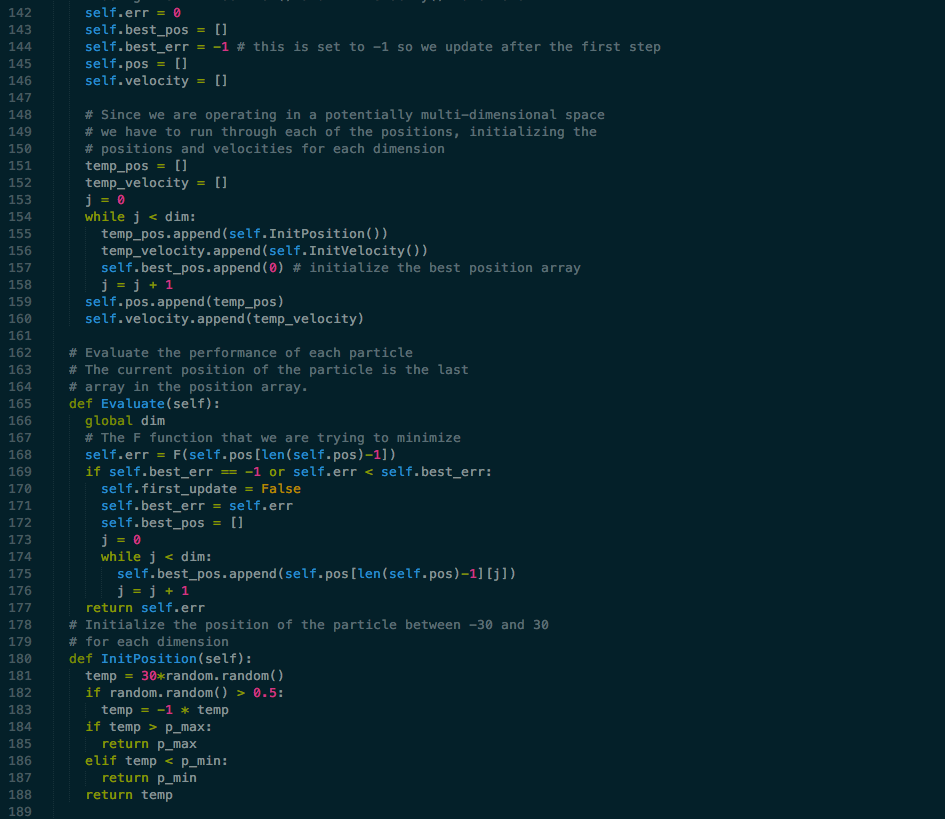 142 self.err = 0
143 self.best_pos = []
144 self.best_err = -1 # this is set to -1 so we update after the first step
145 self.pos = []
146 self.velocity = []
147
148 # Since we are operating in a potentially multi-dimensional space
149 # we have to run through each of the positions, initializing the
150 # positions and velocities for each dimension
151 temp_pos = []
152 temp_velocity = []
153 j = 0
154 while j < dim:
155 temp_pos.append(self.InitPosition())
156 temp_velocity.append(self.InitVelocity())
157 self.best_pos.append(0) # initialize the best position array
158 j = j + 1
159 self.pos.append(temp_pos)
160 self.velocity.append(temp_velocity)
161
162 # Evaluate the performance of each particle
163 # The current position of the particle is the last
164 # array in the position array.
165 def Evaluate(self):
166 global dim
167 # The F function that we are trying to minimize
168 self.err = F(self.pos[len(self.pos)-1])
169 if self.best_err == -1 or self.err < self.best_err:
170 self.first_update = False
171 self.best_err = self.err
172 self.best_pos = []
173 j = 0
174 while j < dim:
175 self.best_pos.append(self.pos[len(self.pos)-1][j])
176 j = j + 1
177 return self.err
178 # Initialize the position of the particle between -30 and 30
179 # for each dimension
180 def InitPosition(self):
181 temp = 30*random.random()
182 if random.random() > 0.5:
183 temp = -1 * temp
184 if temp > p_max:
185 return p_max
186 elif temp < p_min:
187 return p_min
188 return temp
189